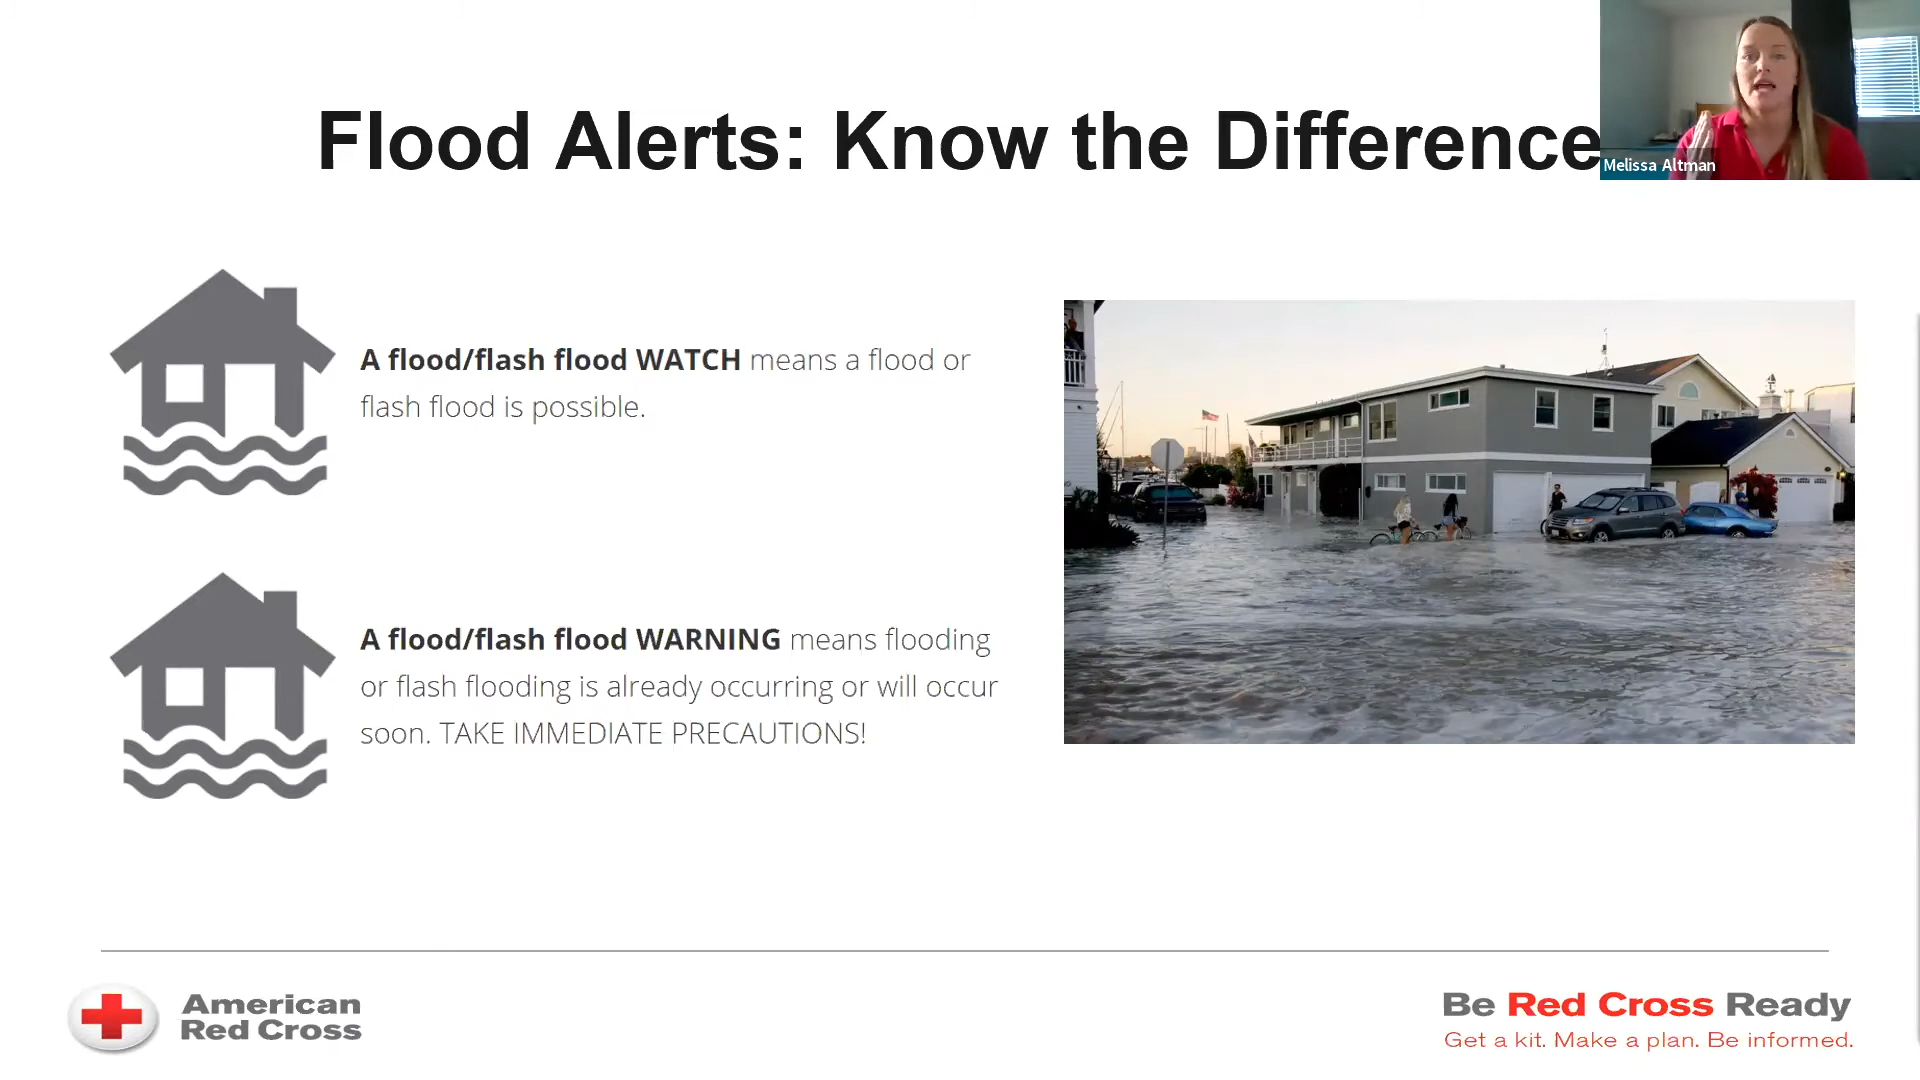 Flood Alerts: Know the Difference
Melissa Altman
A flood/flash flood WATCH means a flood or
flash flood is possible.
A flood/flash flood WARNING means flooding
or flash flooding is already occurring or will occur
soon. TAKE IMMEDIATE PRECAUTIONS!
American
Red Cross
Be Red Cross Ready
Get a kit. Make a plan. Be informed.